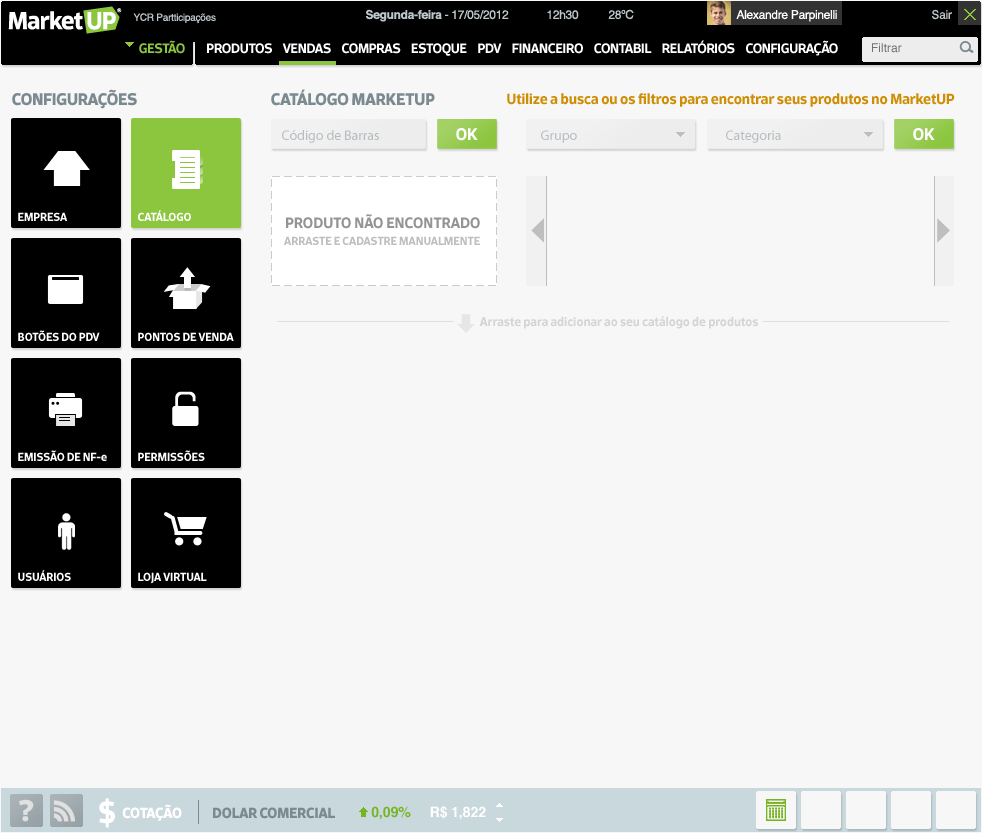 MarketUP® YCR Partticipações Segunda-feira - 17/05/2012 12h30 28°C Alexandre Parpinelli Sair
GESTÃO PRODUTOS VENDAS COMPRAS ESTOQUE PDV FINANCEIRO CONTABIL RELATÓRIOS CONFIGURAÇÃO Filtrar
CONFIGURAÇÕES
EMPRESA
CATÁLOGO
BOTÕES DO PDV
PONTOS DE VENDA
EMISSÃO DE NF-e
PERMISSÕES
USUÁRIOS
LOJA VIRTUAL
CATÁLOGO MARKETUP
Utilize a busca ou os filtros para encontrar seus produtos no MarketUP
Código de Barras OK Grupo Categoria OK
PRODUTO NÃO ENCONTRADO
ARRASTE E CADASTRE MANUALMENTE
Arraste para adicionar ao seu catálogo de produtos
? $ COTAÇÃO DOLAR COMERCIAL 0,09% R$ 1,822